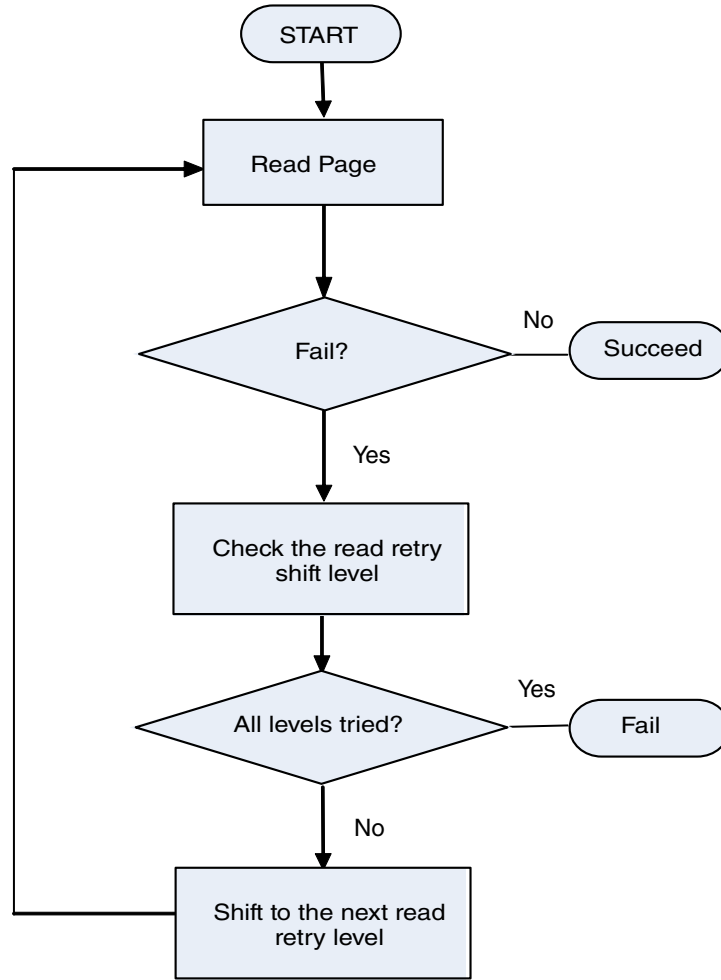 START
Read Page
Fail?
No
Succeed
Yes
Check the read retry
shift level
All levels tried?
Yes
Fail
No
Shift to the next read
retry level